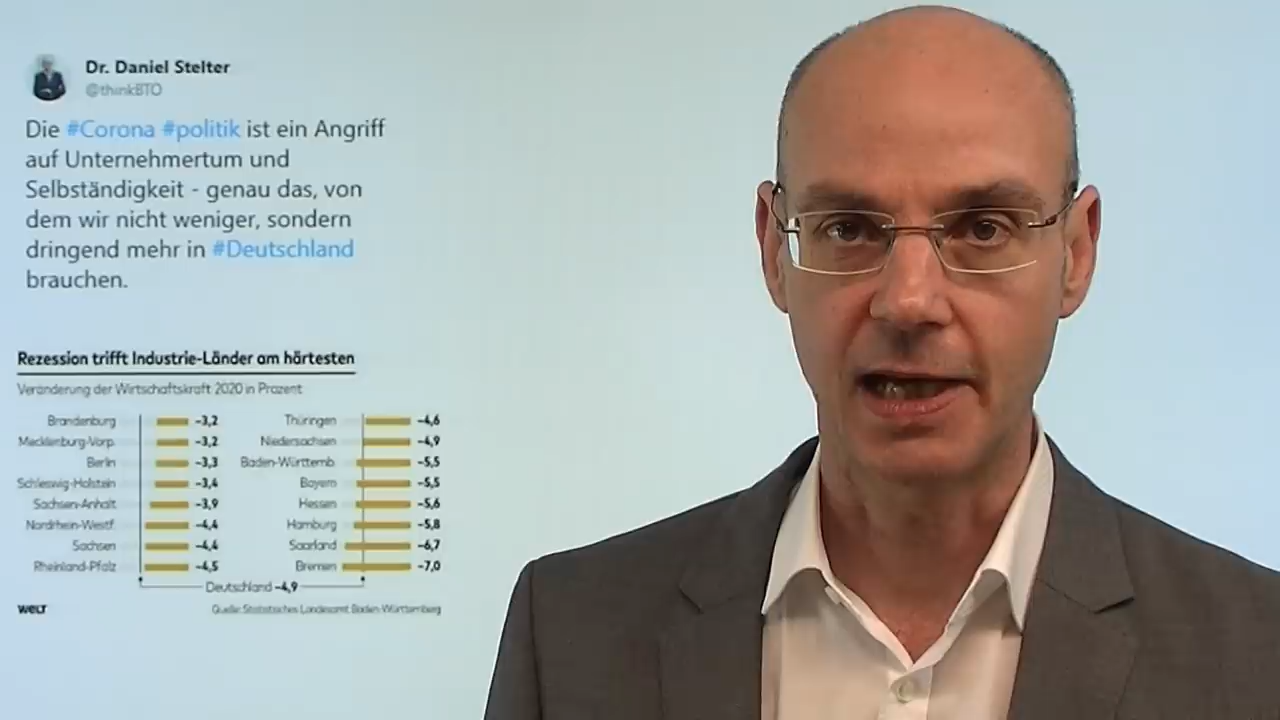 Dr. Daniel Stelter
@thinkBTO
Die #Corona #politik ist ein Angriff
auf Unternehmertum und
Selbständigkeit - genau das, von
dem wir nicht weniger, sondern
dringend mehr in #Deutschland
brauchen.
Rezession trifft Industrie-Länder am härtesten
Veränderung der Wirtschaftskraft 2020 in Prozent
Brandenburg -3,2
Mecklenburg-Vorp. -3,2
Berlin -3,3
Schleswig-Holstein -3,4
Sachsen-Anhalt -3,9
Nordrhein-Westf. -4,4
Sachsen -4,4
Rheinland-Pfalz -4,5
Thüringen -4,6
Niedersachsen -4,9
Baden-Württemb. -5,5
Bayern -5,5
Hessen -5,6
Hamburg -5,8
Saarland -6,7
Bremen -7,0
Deutschland -4,9
WELT
Quelle: Statistisches Landesamt Baden-Württemberg